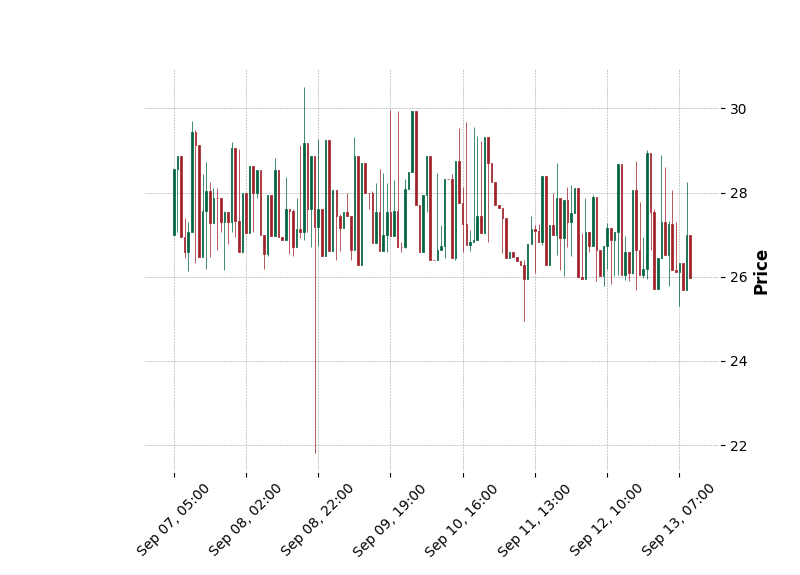 30
28
26
24
22
Price
Sep 07, 05:00
Sep 08, 02:00
Sep 08, 22:00
Sep 09, 19:00
Sep 10, 16:00
Sep 11, 13:00
Sep 12, 10:00
Sep 13, 07:00